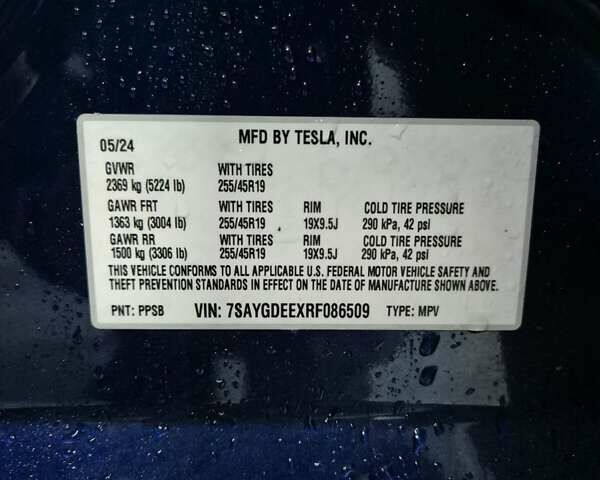 05/24 MFD BY TESLA, INC.
GVWR WITH TIRES
2369 kg (5224 lb) 255/45R19
GAWR FRT WITH TIRES RIM COLD TIRE PRESSURE
1363 kg (3004 lb) 255/45R19 19X9.5J 290 kPa, 42 psi
GAWR RR WITH TIRES RIM COLD TIRE PRESSURE
1500 kg (3306 lb) 255/45R19 19X9.5J 290 kPa, 42 psi
THIS VEHICLE CONFORMS TO ALL APPLICABLE U.S. FEDERAL MOTOR VEHICLE SAFETY AND
THEFT PREVENTION STANDARDS IN EFFECT ON THE DATE OF MANUFACTURE SHOWN ABOVE.
PNT: PPSB VIN: 7SAYGDEEXRF086509 TYPE: MPV